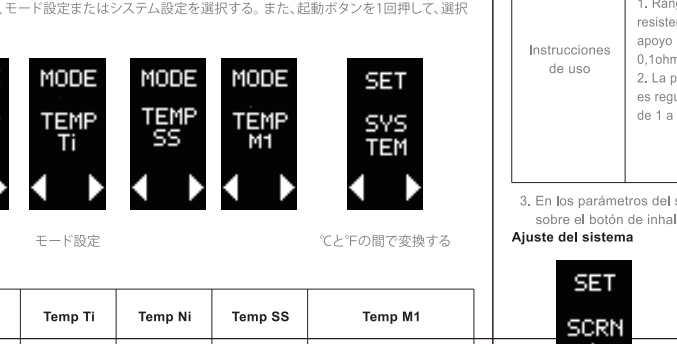 、モード設定またはシステム設定を選択する。また、起動ボタンを1回押して、選択
MODE
TEMP
Ti
MODE
TEMP
SS
MODE
TEMP
M1
SET
SYS
TEM
モード設定
℃と℉の間で変換する
Temp Ti
Temp Ni
Temp SS
Temp M1
Instrucciones
de uso
1. Ran
resister
apoyo
0,1ohm
2. La p
es regu
de 1 a
3. En los parámetros del s
sobre el botón de inhal
Ajuste del sistema
SET
SCRN